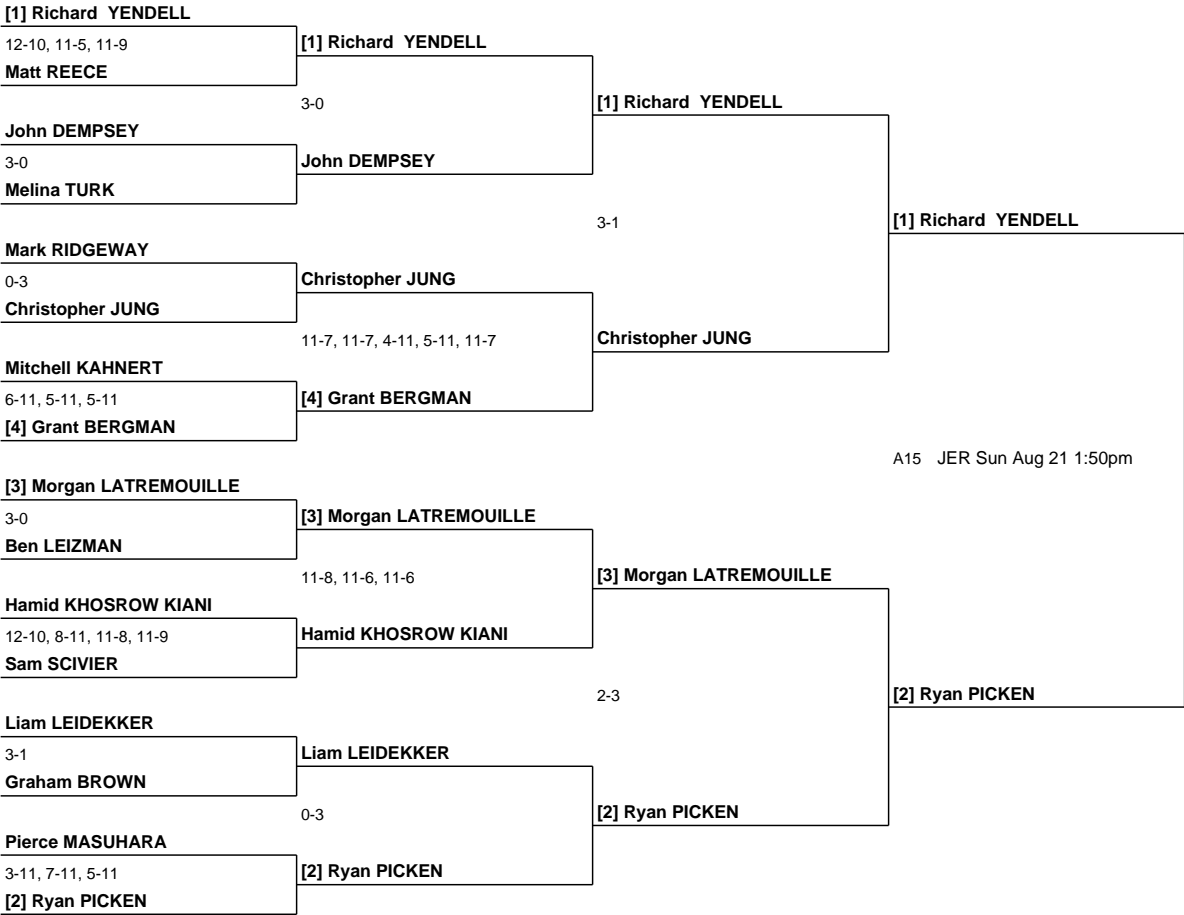 [1] Richard  YENDELL
12-10, 11-5, 11-9
[1] Richard  YENDELL
Matt REECE
3-0
[1] Richard  YENDELL
John DEMPSEY
3-0
John DEMPSEY
Melina TURK
3-1
[1] Richard  YENDELL
Mark RIDGEWAY
0-3
Christopher JUNG
Christopher JUNG
11-7, 11-7, 4-11, 5-11, 11-7
Christopher JUNG
Mitchell KAHNERT
6-11, 5-11, 5-11
[4] Grant BERGMAN
[4] Grant BERGMAN
A15 JER Sun Aug 21 1:50pm
[3] Morgan LATREMOUILLE
3-0
[3] Morgan LATREMOUILLE
Ben LEIZMAN
11-8, 11-6, 11-6
[3] Morgan LATREMOUILLE
Hamid KHOSROW KIANI
12-10, 8-11, 11-8, 11-9
Hamid KHOSROW KIANI
Sam SCIVIER
2-3
[2] Ryan PICKEN
Liam LEIDEKKER
3-1
Liam LEIDEKKER
Graham BROWN
0-3
[2] Ryan PICKEN
Pierce MASUHARA
3-11, 7-11, 5-11
[2] Ryan PICKEN
[2] Ryan PICKEN